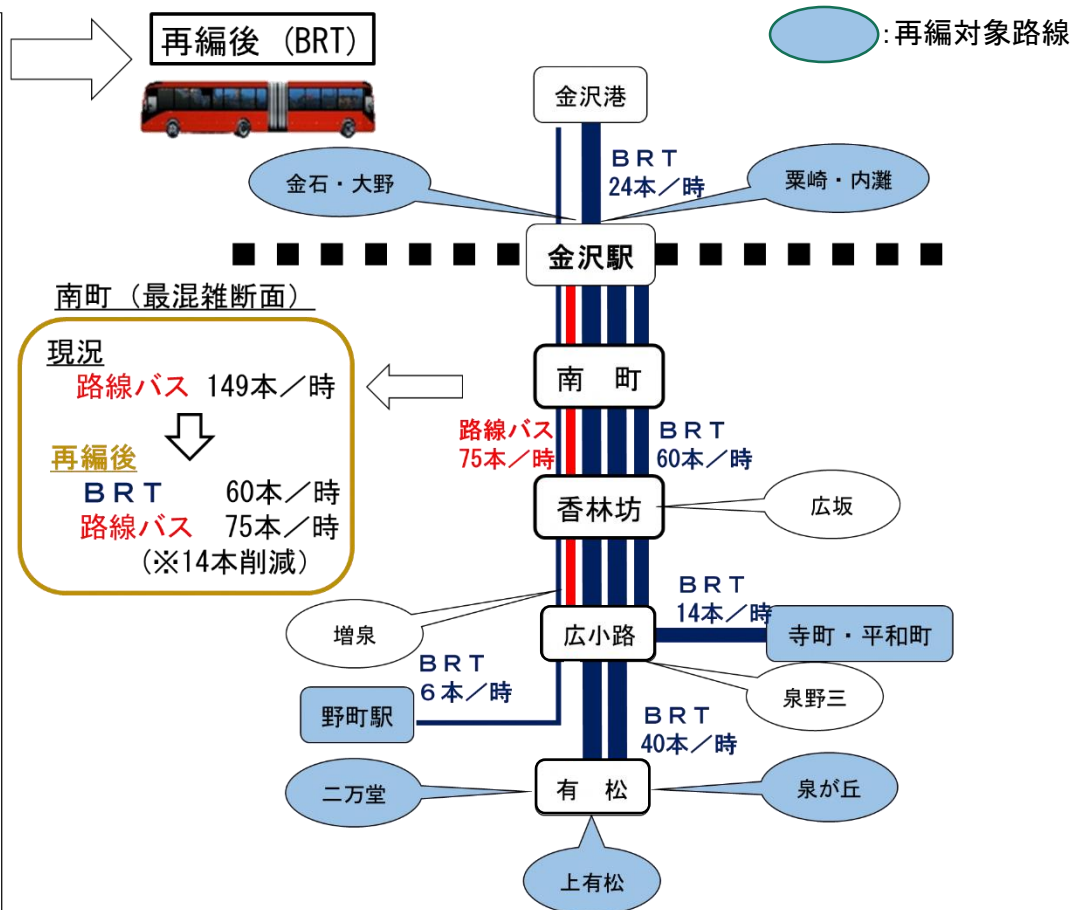 再編後 (BRT)
:再編対象路線
金沢港
BRT
24本/時
金石・大野
粟崎・内灘
金沢駅
南町 (最混雑断面)
現況
路線バス 149本/時
再編後
BRT 60本/時
路線バス 75本/時
(※14本削減)
南 町
路線バス
75本/時
BRT
60本/時
香林坊
広坂
BRT
14本/時
増泉
広小路
寺町・平和町
BRT
6本/時
泉野三
野町駅
BRT
40本/時
二万堂
有 松
泉が丘
上有松